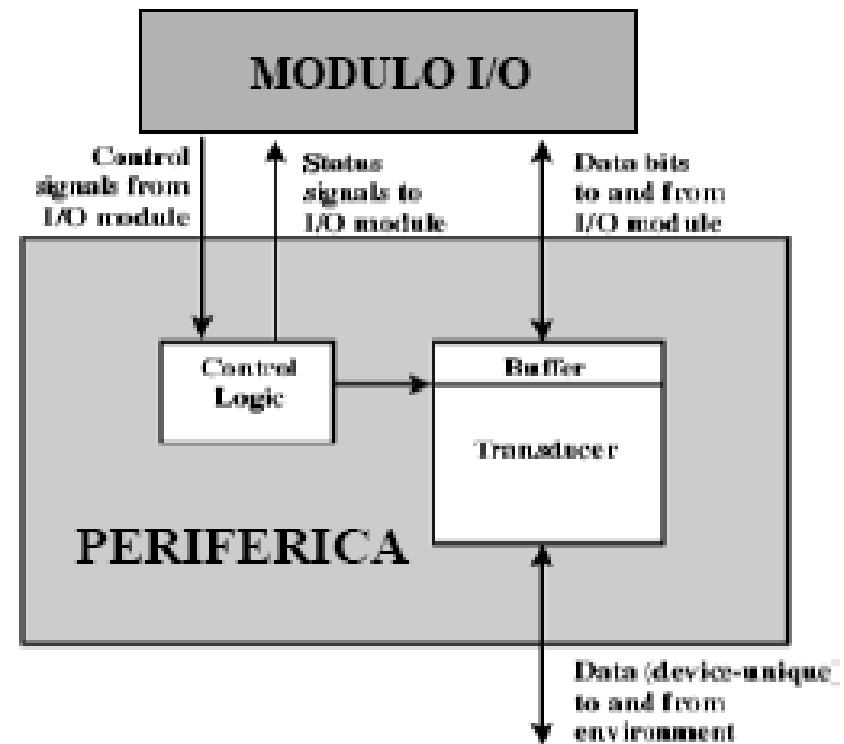 MODULO I/O
Control
signals from
I/O module
Status
signals to
I/O module
Data bits
to and from
I/O module
Control
Logic
Buffer
Transducer
PERIFERICA
Data (device-unique)
to and from
environment